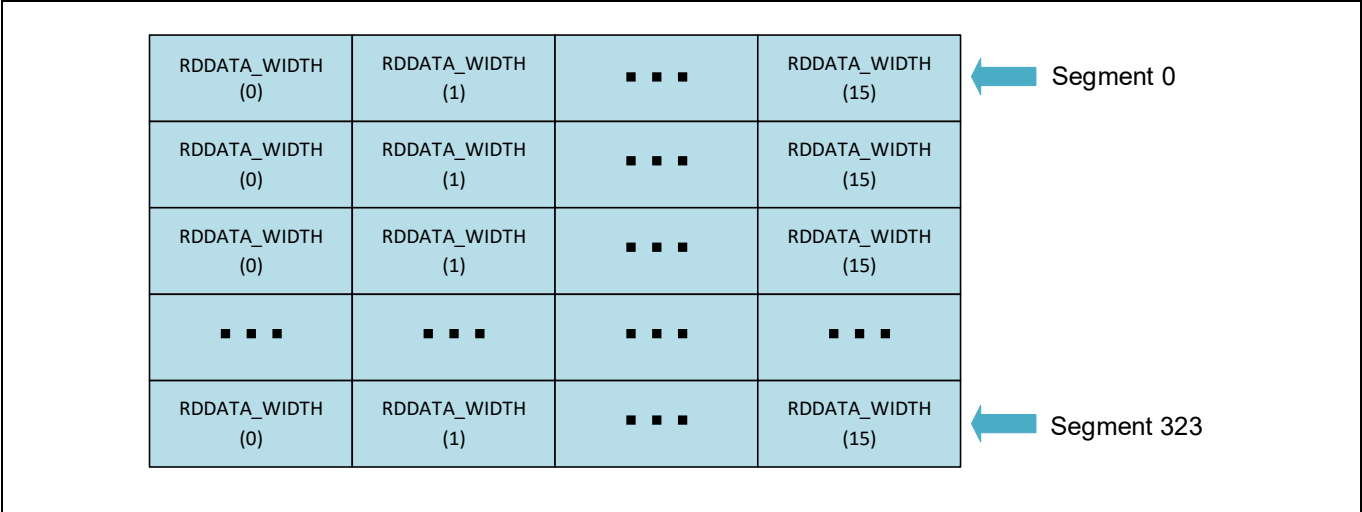 RDDATA_WIDTH
(0)
RDDATA_WIDTH
(1)
RDDATA_WIDTH
(15)
Segment 0
RDDATA_WIDTH
(0)
RDDATA_WIDTH
(1)
RDDATA_WIDTH
(15)
RDDATA_WIDTH
(0)
RDDATA_WIDTH
(1)
RDDATA_WIDTH
(15)
RDDATA_WIDTH
(0)
RDDATA_WIDTH
(1)
RDDATA_WIDTH
(15)
Segment 323